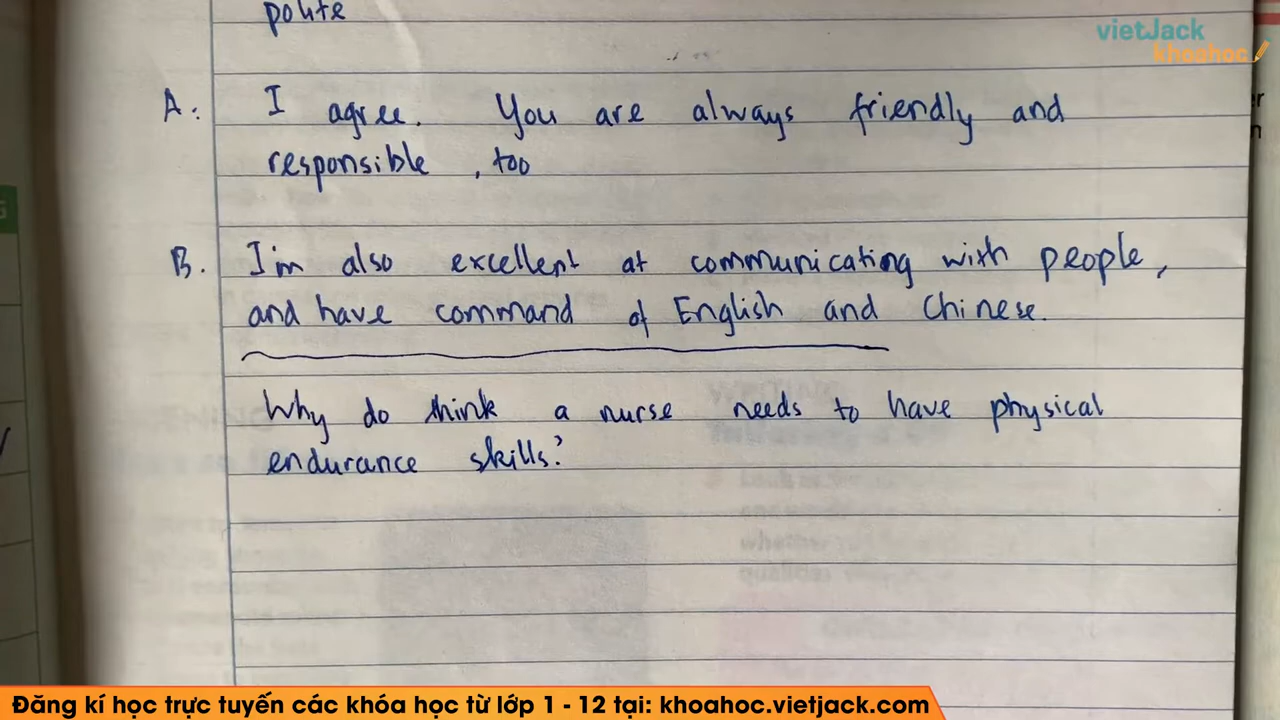 polite
vietJack
khoahoc
A: I agree. You are always friendly and
responsible, too
B. I'm also excellent at communicating with people,
and have command of English and Chinese.
Why do think a nurse needs to have physical
endurance skills?
Đăng kí học trực tuyến các khóa học từ lớp 1 - 12 tại: khoahoc.vietjack.com